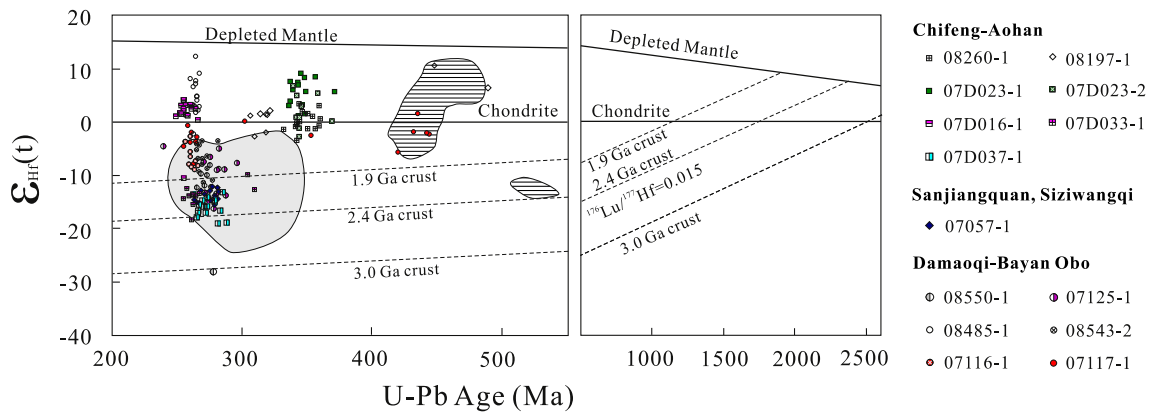 20
10
0
-10
-20
-30
-40
εHf(t)
200
300
400
500
1000
1500
2000
2500
U-Pb Age (Ma)
Depleted Mantle
Chondrite
1.9 Ga crust
2.4 Ga crust
3.0 Ga crust
Depleted Mantle
Chondrite
1.9 Ga crust
2.4 Ga crust
¹⁷⁶Lu/¹⁷⁷Hf=0.015
3.0 Ga crust
Chifeng-Aohan
08260-1 08197-1
07D023-1 07D023-2
07D016-1 07D033-1
07D037-1
Sanjiangquan, Siziwangqi
07057-1
Damaoqi-Bayan Obo
08550-1 07125-1
08485-1 08543-2
07116-1 07117-1